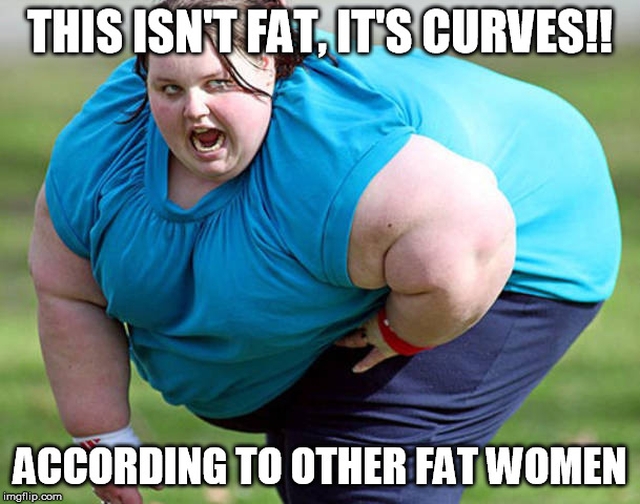 THIS ISN'T FAT, IT'S CURVES!!
ACCORDING TO OTHER FAT WOMEN
imgflip.com